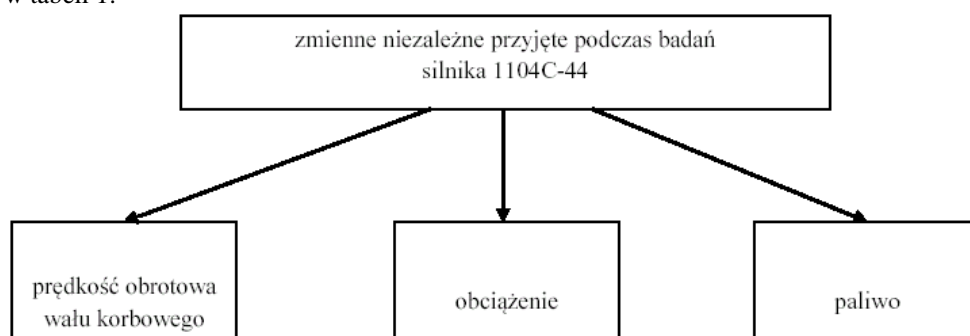 w tabeli 1.
zmienne niezależne przyjęte podczas badań
silnika 1104C-44
prędkość obrotowa
wału korbowego
obciążenie
paliwo